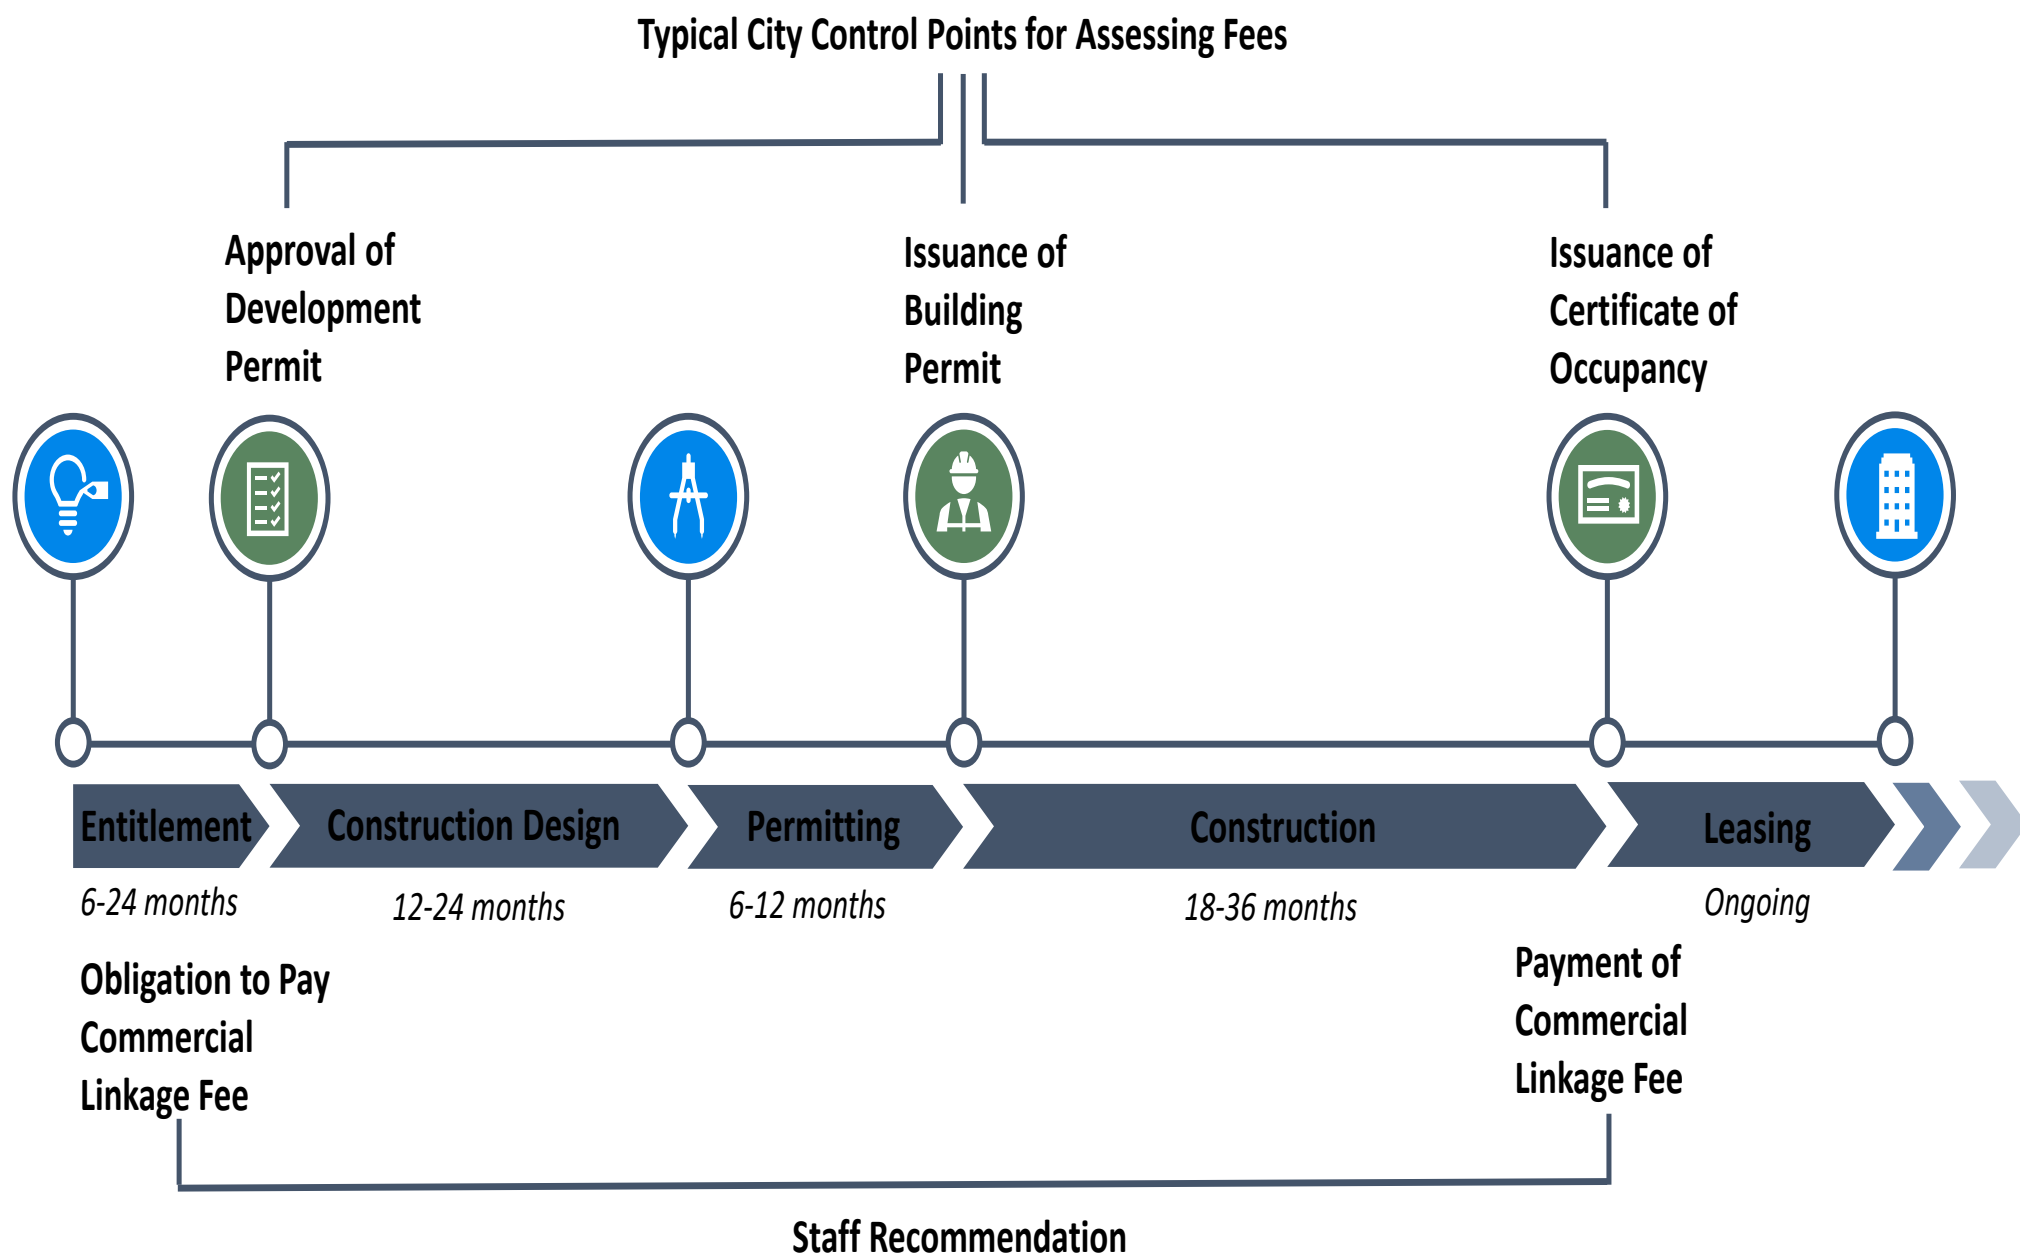 Typical City Control Points for Assessing Fees
Approval of
Development
Permit
Issuance of
Building
Permit
Issuance of
Certificate of
Occupancy
Entitlement
Construction Design
Permitting
Construction
Leasing
6-24 months
12-24 months
6-12 months
18-36 months
Ongoing
Obligation to Pay
Commercial
Linkage Fee
Payment of
Commercial
Linkage Fee
Staff Recommendation